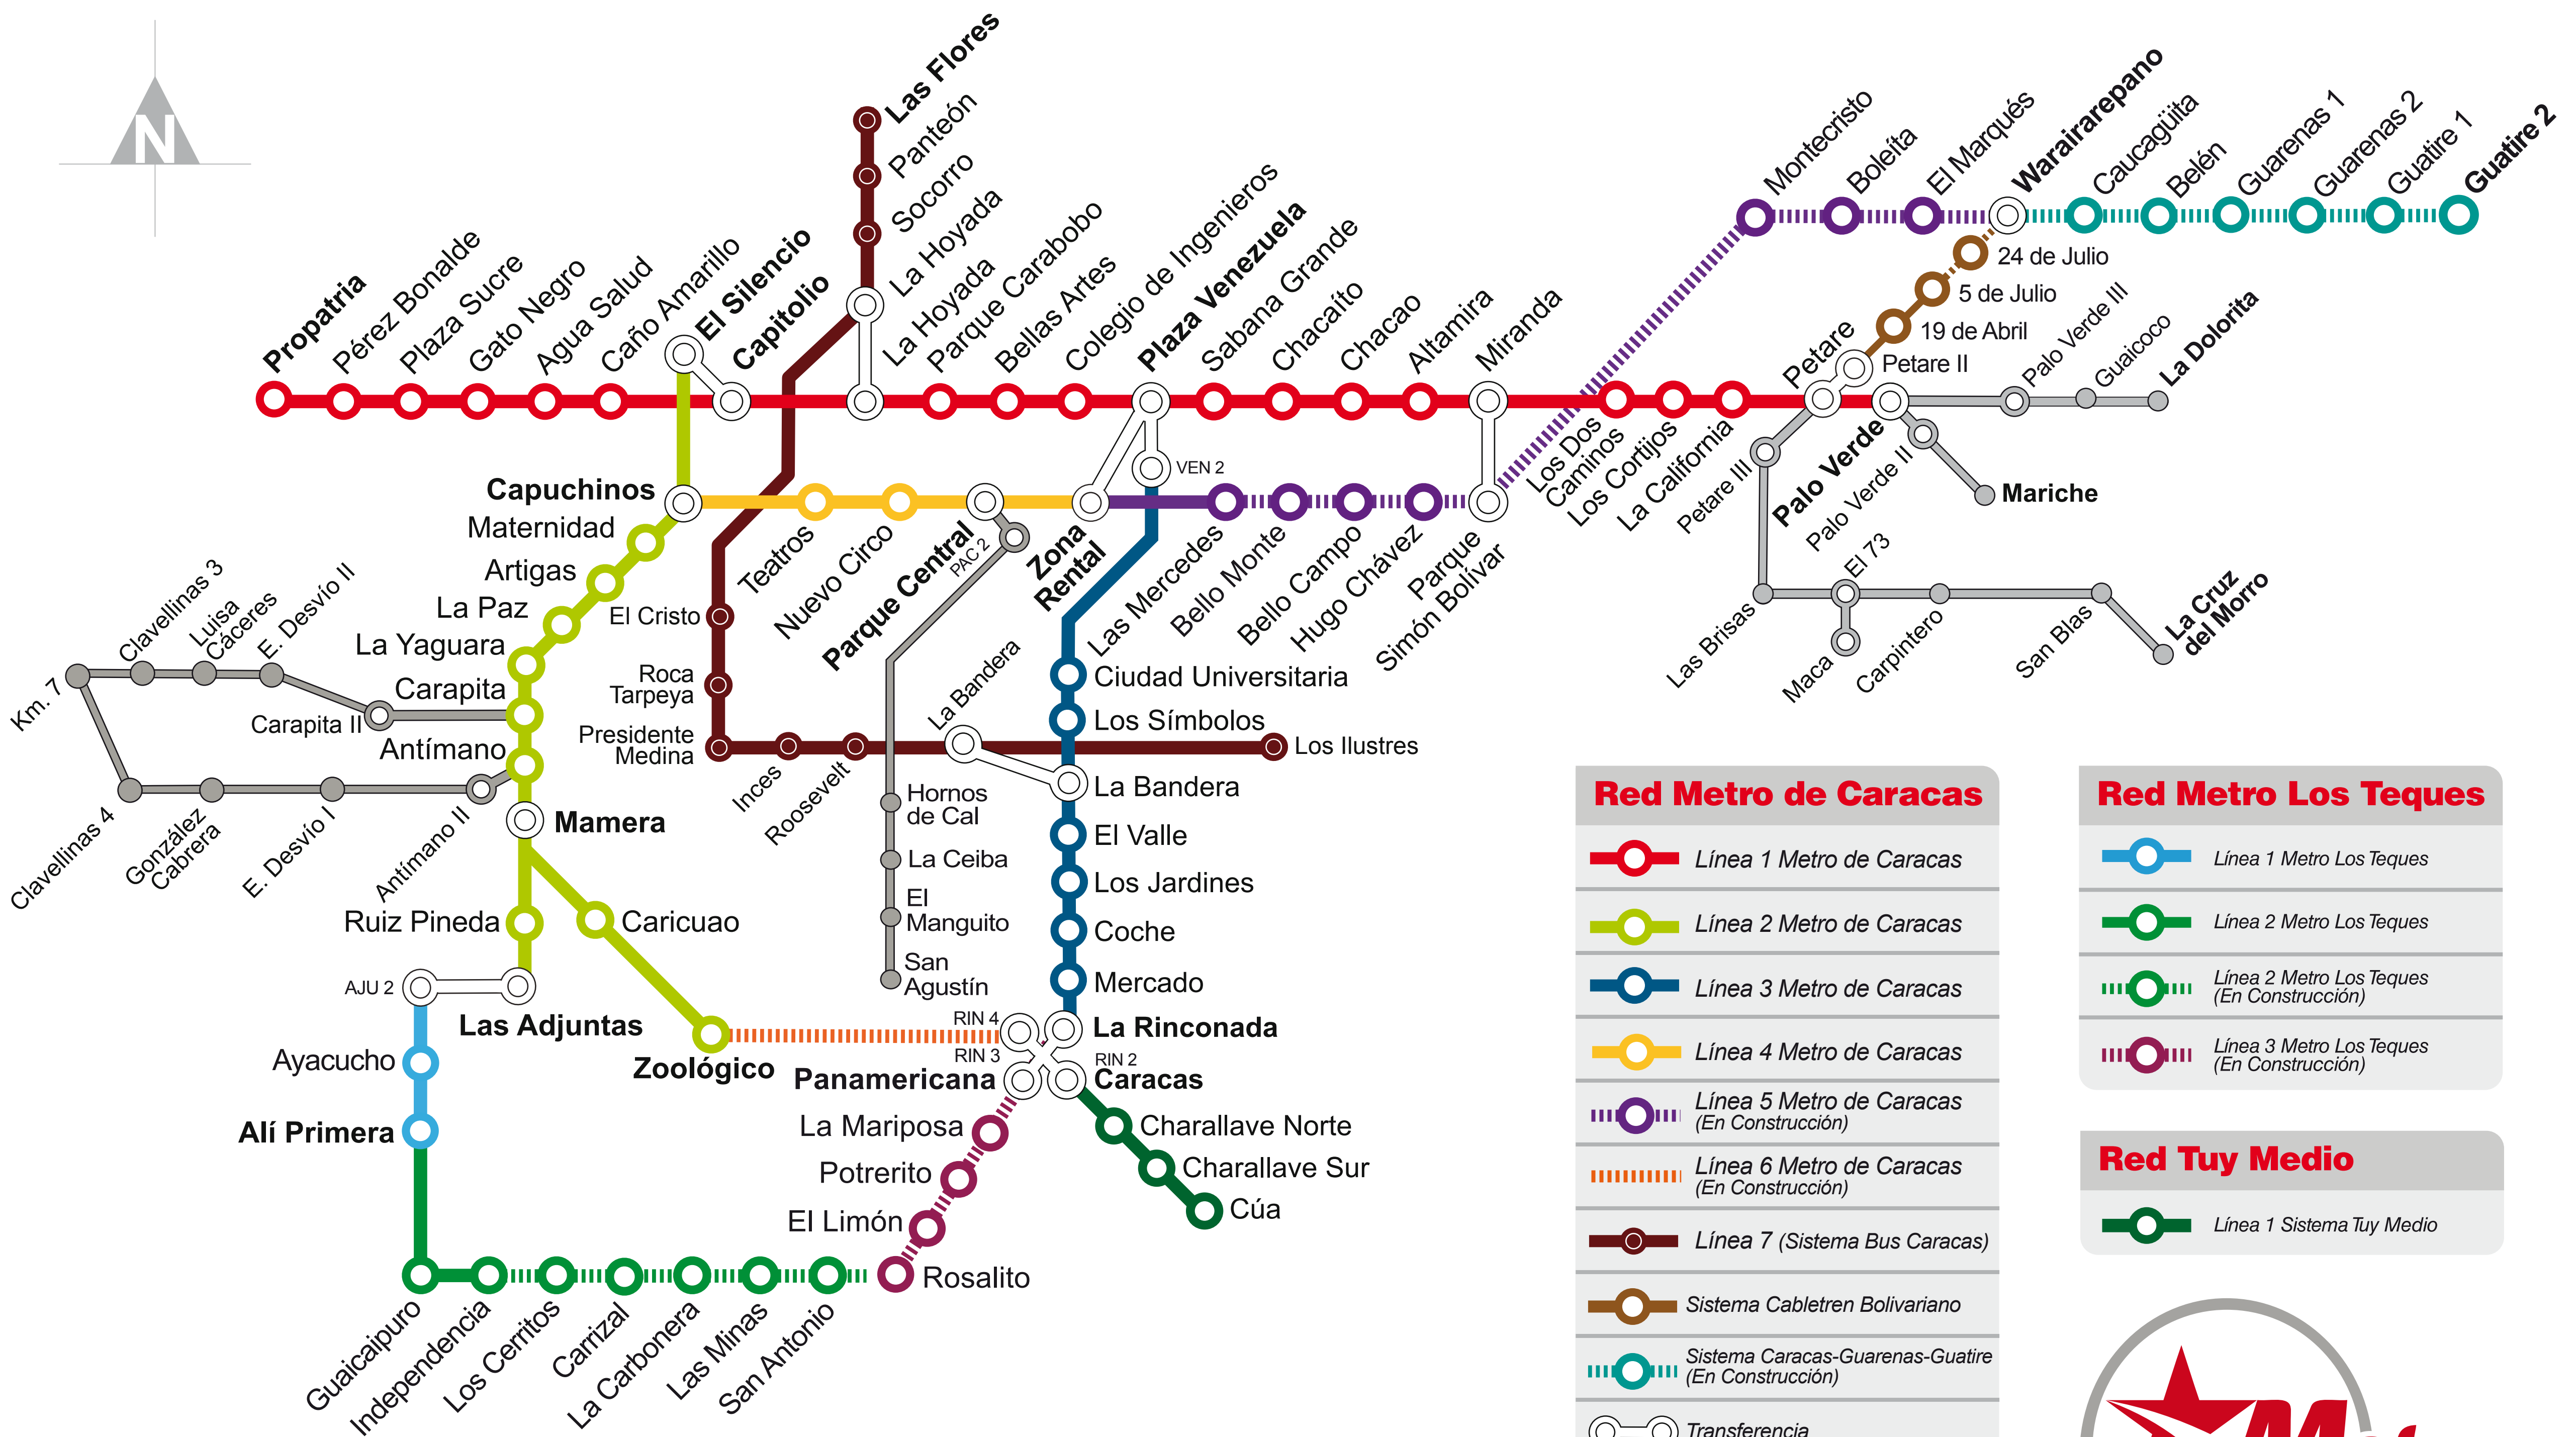 N
Las Flores
Panteón
Socorro
La Hoyada
Propatria
Pérez Bonalde
Plaza Sucre
Gato Negro
Agua Salud
Caño Amarillo
El Silencio
Capitolio
La Hoyada
Parque Carabobo
Bellas Artes
Colegio de Ingenieros
Plaza Venezuela
Sabana Grande
Chacaíto
Chacao
Altamira
Miranda
Los Dos
Caminos
Los Cortijos
La California
Petare
Palo Verde
Montecristo
Boleíta
El Marqués
Warairarepano
Caucagüita
Belén
Guarenas 1
Guarenas 2
Guatire 1
Guatire 2
24 de Julio
5 de Julio
19 de Abril
Petare II
Palo Verde III
Guaicoco
La Dolorita
Palo Verde II
Mariche
Petare III
Las Brisas
El 73
Maca
Carpintero
San Blas
La Cruz
del Morro
VEN 2
Capuchinos
Teatros
Nuevo Circo
Parque Central
PAC 2
Zona
Rental
Las Mercedes
Bello Monte
Bello Campo
Hugo Chávez
Parque
Simón Bolívar
Maternidad
Artigas
La Paz
La Yaguara
Carapita
Antímano
Mamera
Ruiz Pineda
Caricuao
Las Adjuntas
Zoológico
Clavellinas 3
Luisa
Cáceres
E. Desvío II
Km. 7
Carapita II
Clavellinas 4
González
Cabrera
E. Desvío I
Antímano II
El Cristo
Roca
Tarpeya
Presidente
Medina
Inces
Roosevelt
La Bandera
Los Ilustres
Hornos
de Cal
La Ceiba
El
Manguito
San
Agustín
Ciudad Universitaria
Los Símbolos
La Bandera
El Valle
Los Jardines
Coche
Mercado
La Rinconada
RIN 4
RIN 3
RIN 2
Panamericana
Caracas
Charallave Norte
Charallave Sur
Cúa
La Mariposa
Potrerito
El Limón
Rosalito
AJU 2
Ayacucho
Alí Primera
Guaicaipuro
Independencia
Los Cerritos
Carrizal
La Carbonera
Las Minas
San Antonio
Red Metro de Caracas
Línea 1 Metro de Caracas
Línea 2 Metro de Caracas
Línea 3 Metro de Caracas
Línea 4 Metro de Caracas
Línea 5 Metro de Caracas
(En Construcción)
Línea 6 Metro de Caracas
(En Construcción)
Línea 7 (Sistema Bus Caracas)
Sistema Cabletren Bolivariano
Sistema Caracas-Guarenas-Guatire
(En Construcción)
Transferencia
Red Metro Los Teques
Línea 1 Metro Los Teques
Línea 2 Metro Los Teques
Línea 2 Metro Los Teques
(En Construcción)
Línea 3 Metro Los Teques
(En Construcción)
Red Tuy Medio
Línea 1 Sistema Tuy Medio